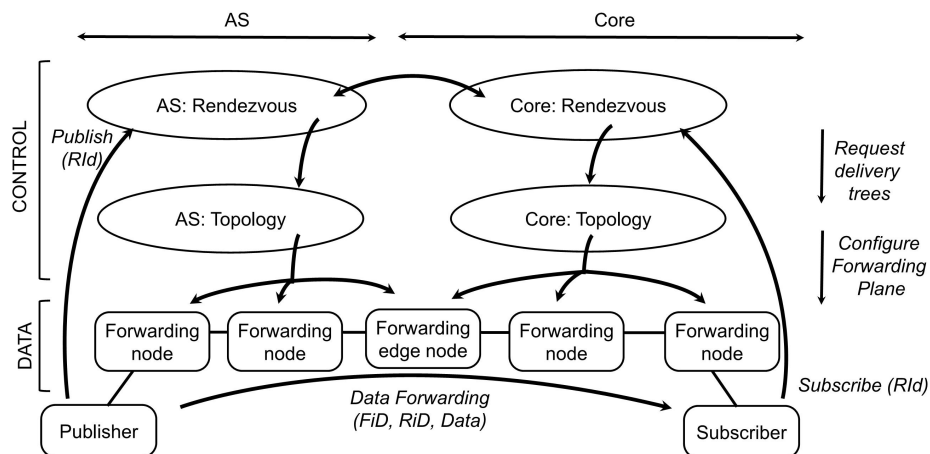 AS
Core
AS: Rendezvous
Core: Rendezvous
Publish
(RId)
Request
delivery
trees
CONTROL
AS: Topology
Core: Topology
Configure
Forwarding
Plane
DATA
Forwarding
node
Forwarding
node
Forwarding
edge node
Forwarding
node
Forwarding
node
Subscribe (RId)
Data Forwarding
(FiD, RiD, Data)
Publisher
Subscriber